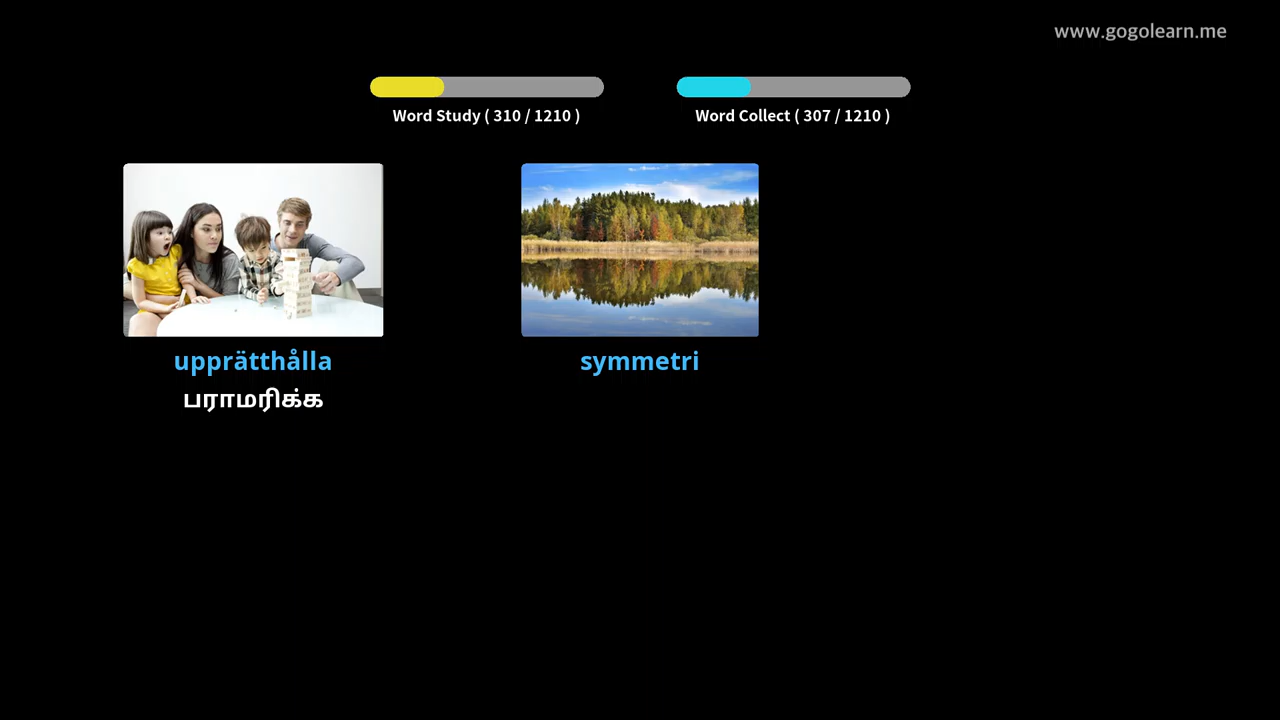 www.gogolearn.me
Word Study ( 310 / 1210 )
Word Collect ( 307 / 1210 )
upprätthålla
பராமரிக்க
symmetri